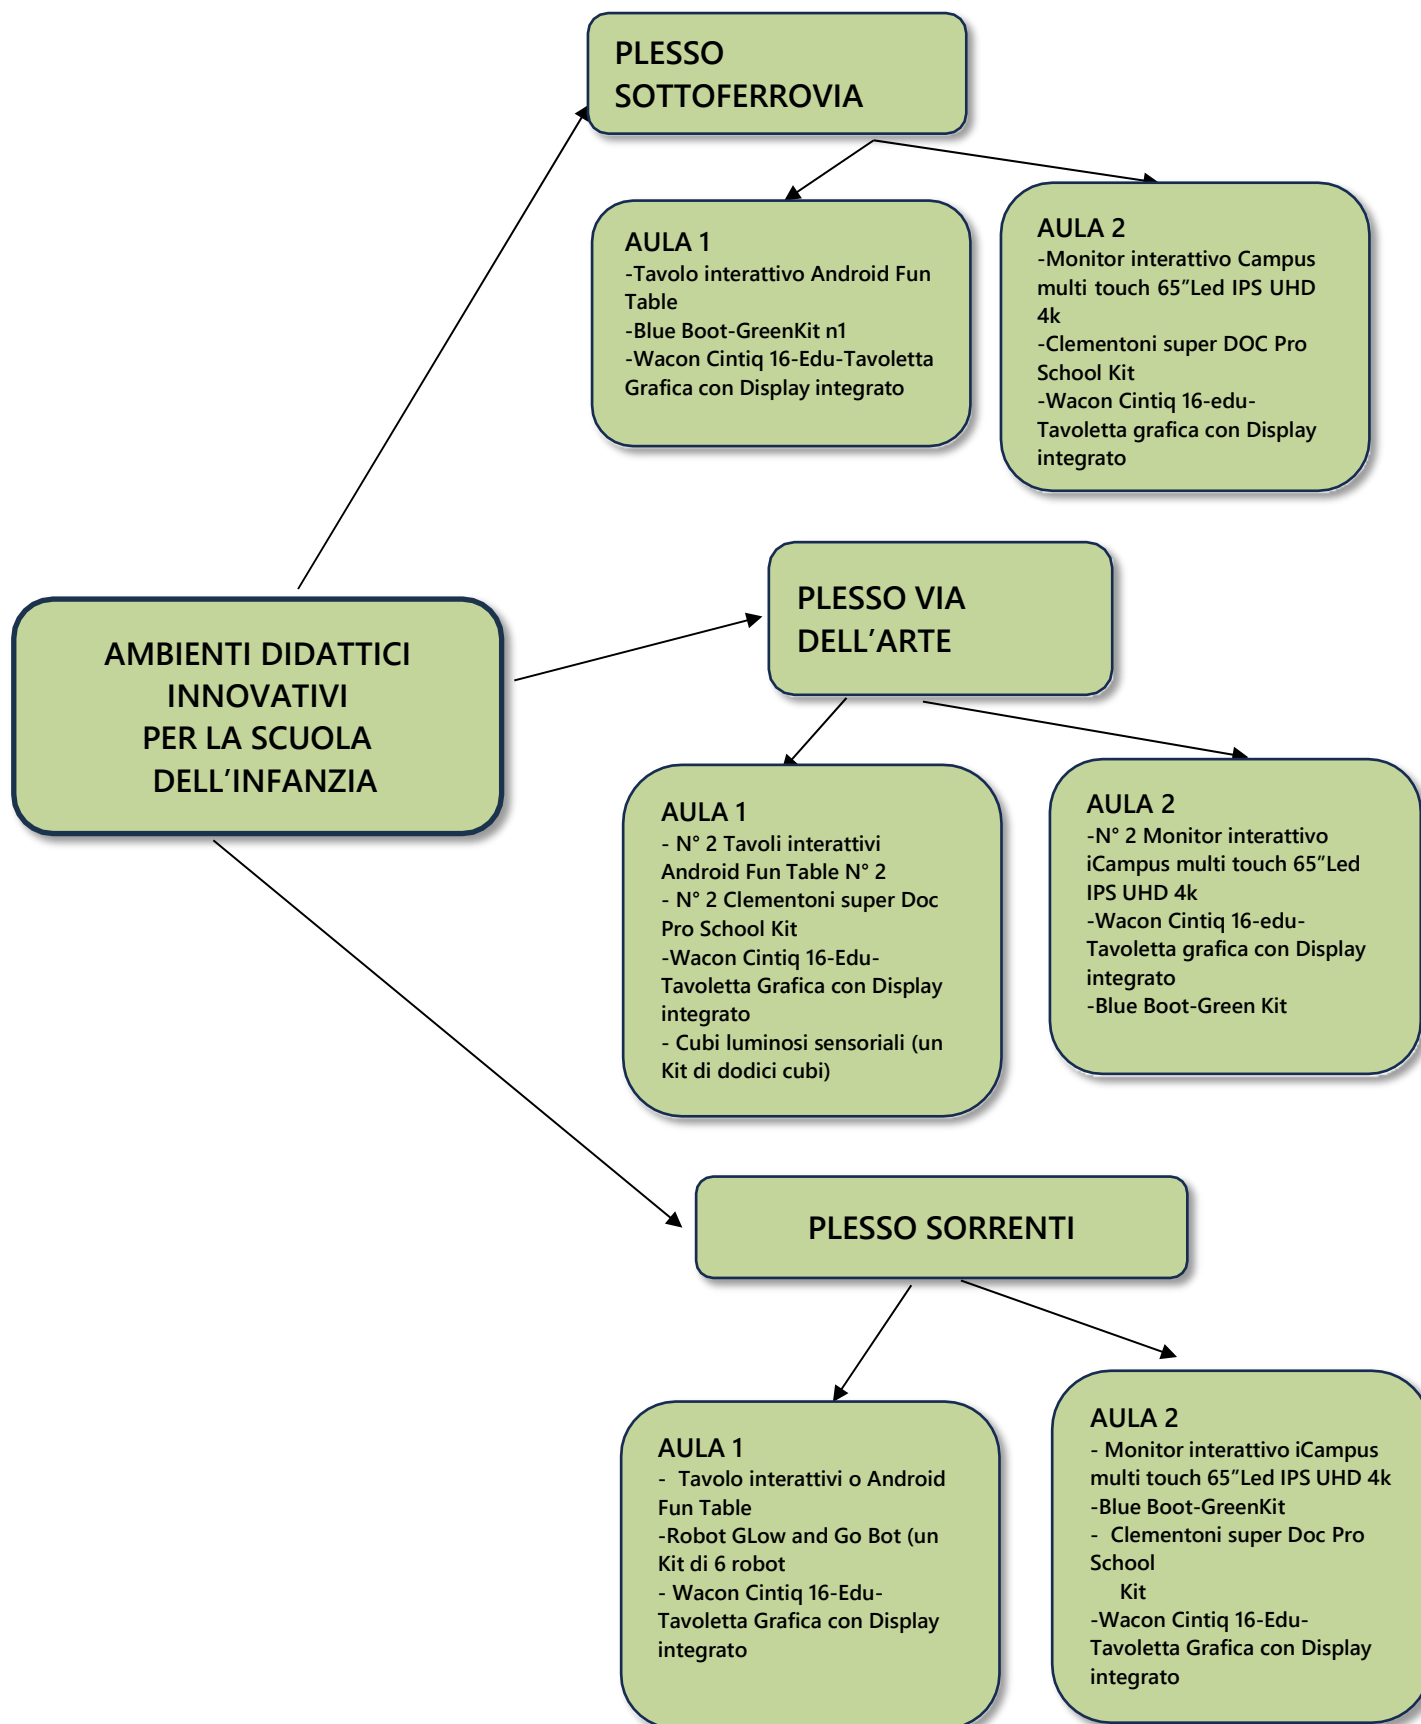 PLESSO
SOTTOFERROVIA
AULA 1
-Tavolo interattivo Android Fun
Table
-Blue Boot-GreenKit n1
-Wacon Cintiq 16-Edu-Tavoletta
Grafica con Display integrato
AULA 2
-Monitor interattivo Campus
multi touch 65”Led IPS UHD
4k
-Clementoni super DOC Pro
School Kit
-Wacon Cintiq 16-edu-
Tavoletta grafica con Display
integrato
AMBIENTI DIDATTICI
INNOVATIVI
PER LA SCUOLA
DELL’INFANZIA
PLESSO VIA
DELL’ARTE
AULA 1
- N° 2 Tavoli interattivi
Android Fun Table N° 2
- N° 2 Clementoni super Doc
Pro School Kit
-Wacon Cintiq 16-Edu-
Tavoletta Grafica con Display
integrato
- Cubi luminosi sensoriali (un
Kit di dodici cubi)
AULA 2
-N° 2 Monitor interattivo
iCampus multi touch 65”Led
IPS UHD 4k
-Wacon Cintiq 16-edu-
Tavoletta grafica con Display
integrato
-Blue Boot-Green Kit
PLESSO SORRENTI
AULA 1
- Tavolo interattivi o Android
Fun Table
-Robot GLow and Go Bot (un
Kit di 6 robot
- Wacon Cintiq 16-Edu-
Tavoletta Grafica con Display
integrato
AULA 2
- Monitor interattivo iCampus
multi touch 65”Led IPS UHD 4k
-Blue Boot-GreenKit
- Clementoni super Doc Pro
School
Kit
-Wacon Cintiq 16-Edu-
Tavoletta Grafica con Display
integrato